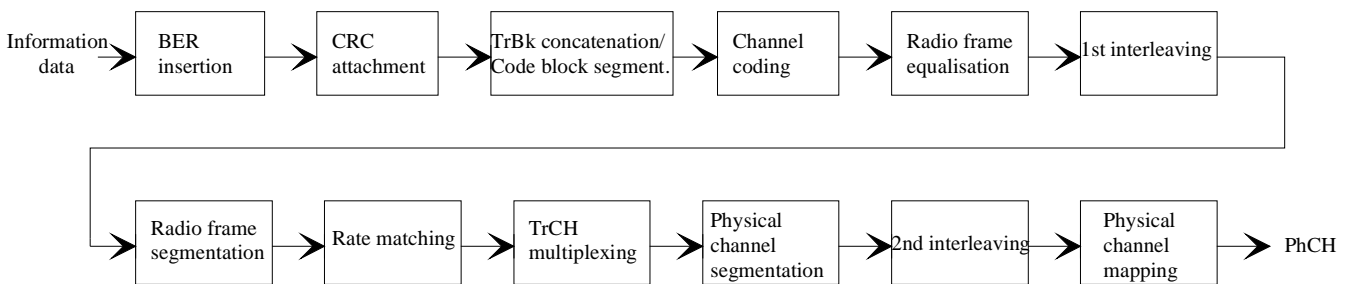 Information
data
BER
insertion
CRC
attachment
TrBk concatenation/
Code block segment.
Channel
coding
Radio frame
equalisation
1st interleaving
Radio frame
segmentation
Rate matching
TrCH
multiplexing
Physical
channel
segmentation
2nd interleaving
Physical
channel
mapping
PhCH